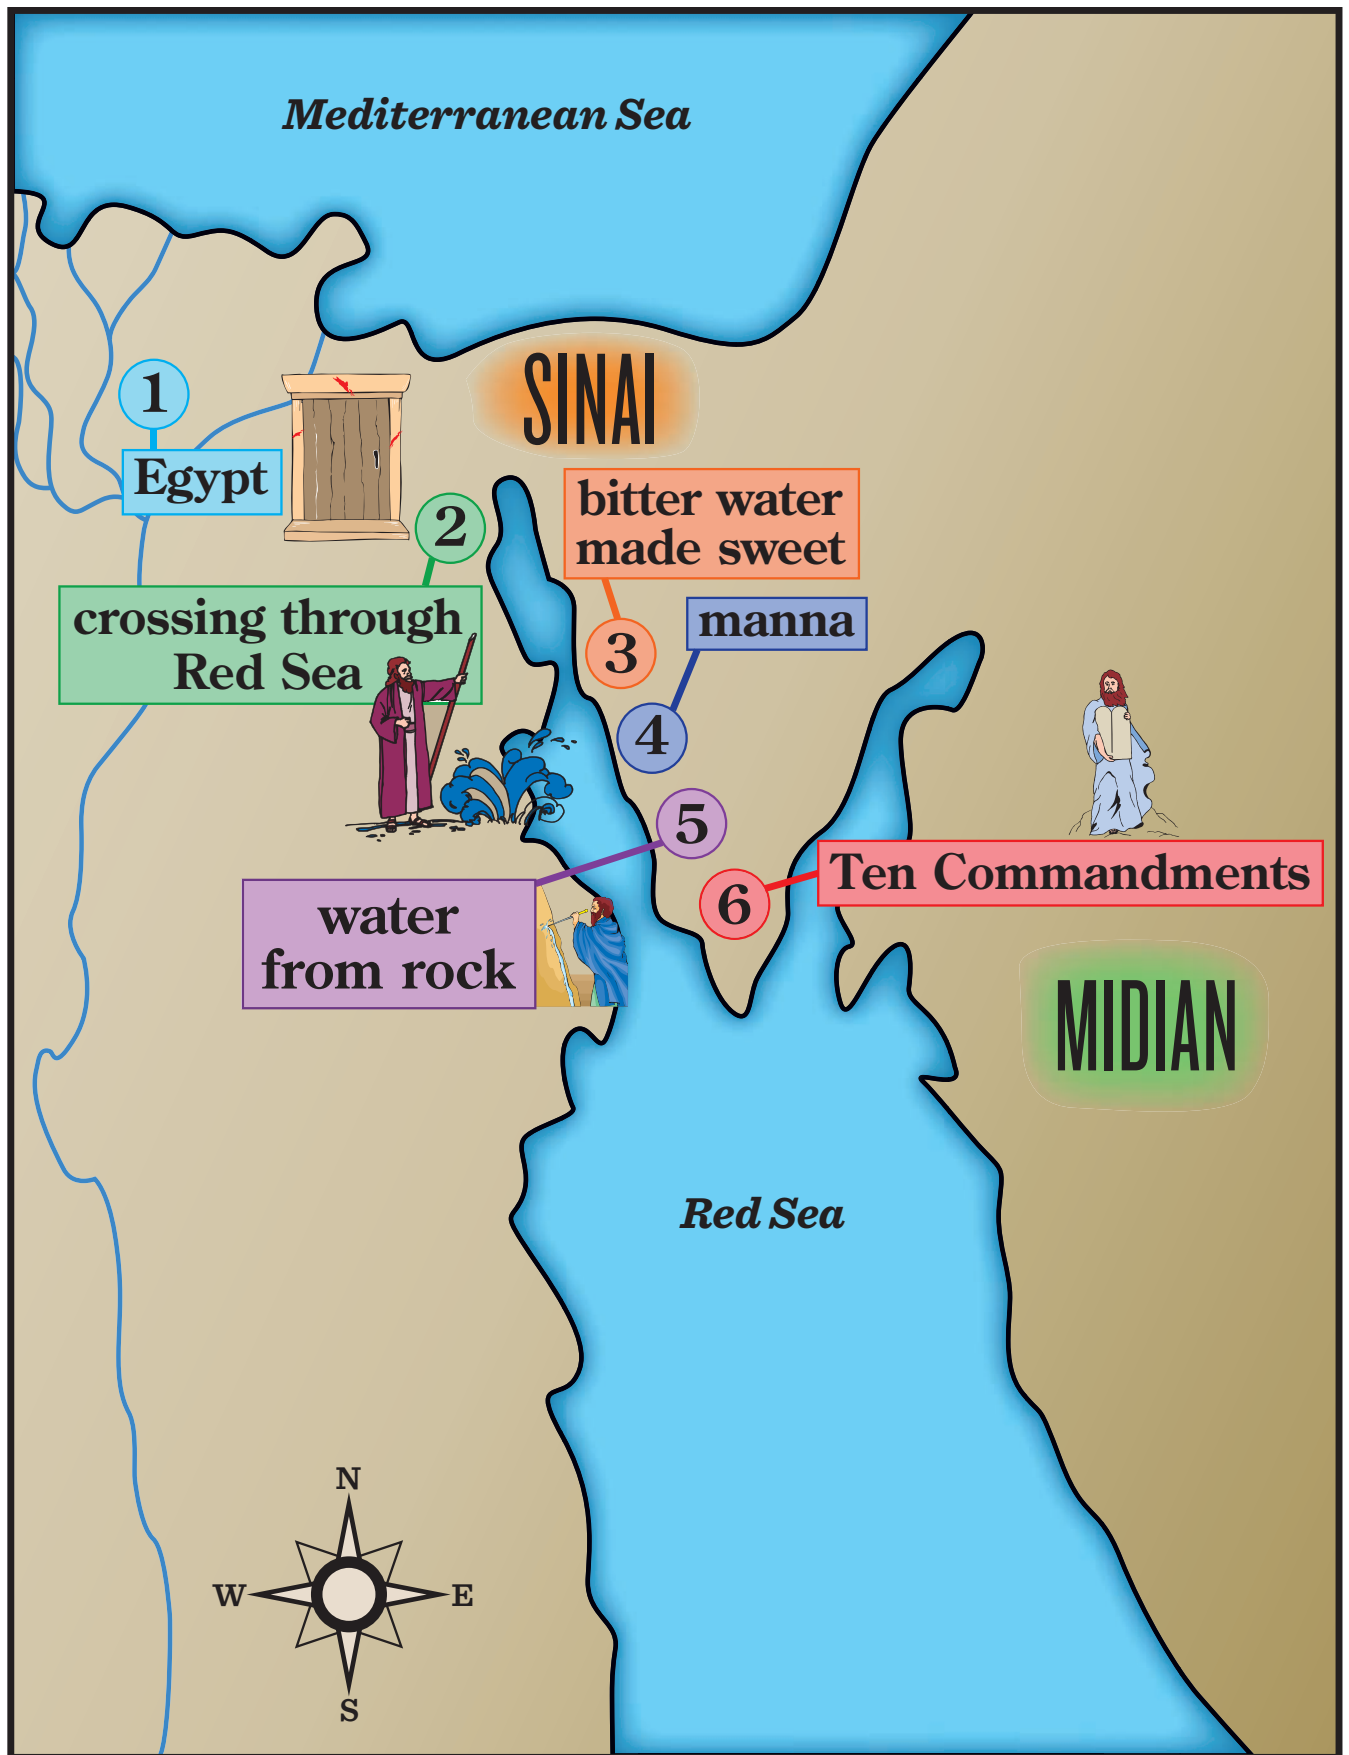 Mediterranean Sea
SINAI
1
Egypt
2
crossing through
Red Sea
bitter water
made sweet
3
manna
4
5
water
from rock
6
Ten Commandments
MIDIAN
Red Sea
N
W
E
S